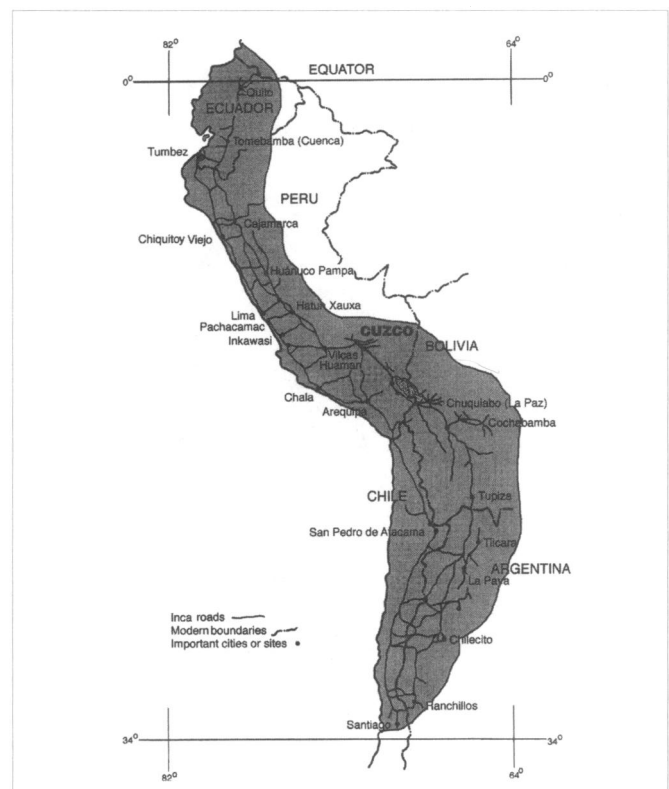 82° 64°
EQUATOR
0° 0°
Quito
ECUADOR
Tomebamba (Cuenca)
Tumbez
PERU
Cajamarca
Chiquitoy Viejo
Huánuco Pampa
Hatun Xauxa
Lima
Pachacamac
CUZCO
Inkawasi
BOLIVIA
Vilcas
Huaman
Chala
Chuquiabo (La Paz)
Arequipa
Cochabamba
CHILE
Tupiza
San Pedro de Atacama
Tilcara
ARGENTINA
La Paya
Inca roads
Modern boundaries
Important cities or sites
Chilecito
Ranchillos
Santiago
34° 34°
82° 64°